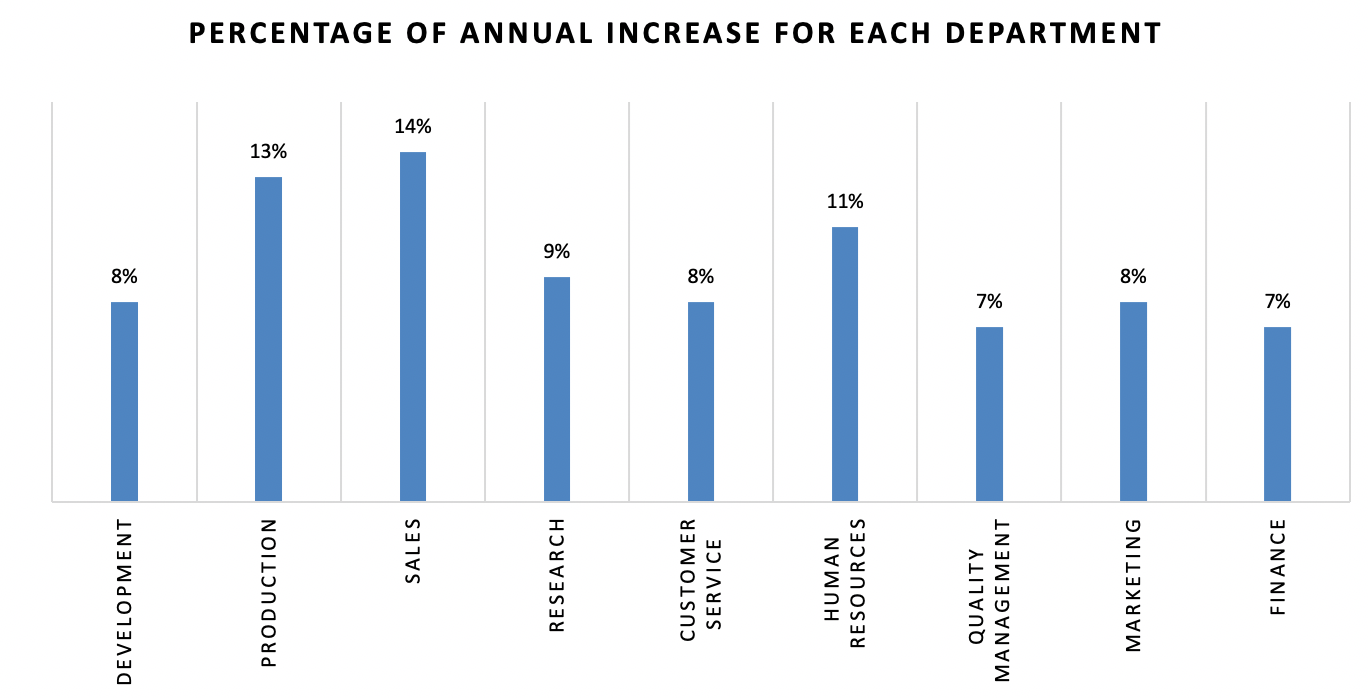 PERCENTAGE OF ANNUAL INCREASE FOR EACH DEPARTMENT
8%
13%
14%
9%
8%
11%
7%
8%
7%
DEVELOPMENT
PRODUCTION
SALES
RESEARCH
CUSTOMER
SERVICE
HUMAN
RESOURCES
QUALITY
MANAGEMENT
MARKETING
FINANCE